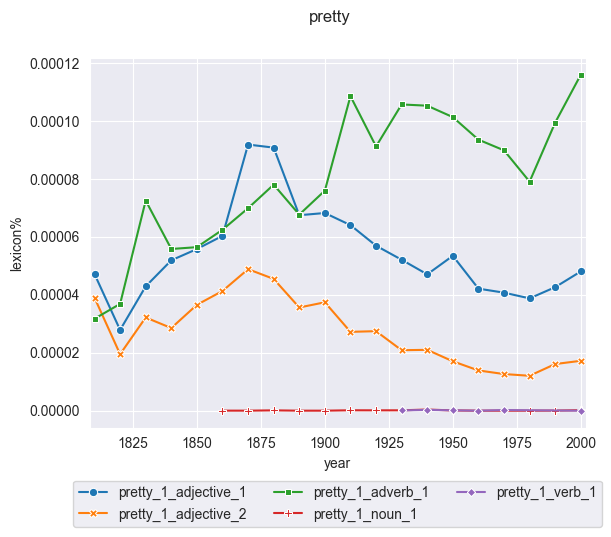 pretty
0.00012
0.00010
0.00008
0.00006
0.00004
0.00002
0.00000
lexicon%
1825 1850 1875 1900 1925 1950 1975 2000
year
pretty_1_adjective_1 pretty_1_adverb_1 pretty_1_verb_1
pretty_1_adjective_2 pretty_1_noun_1